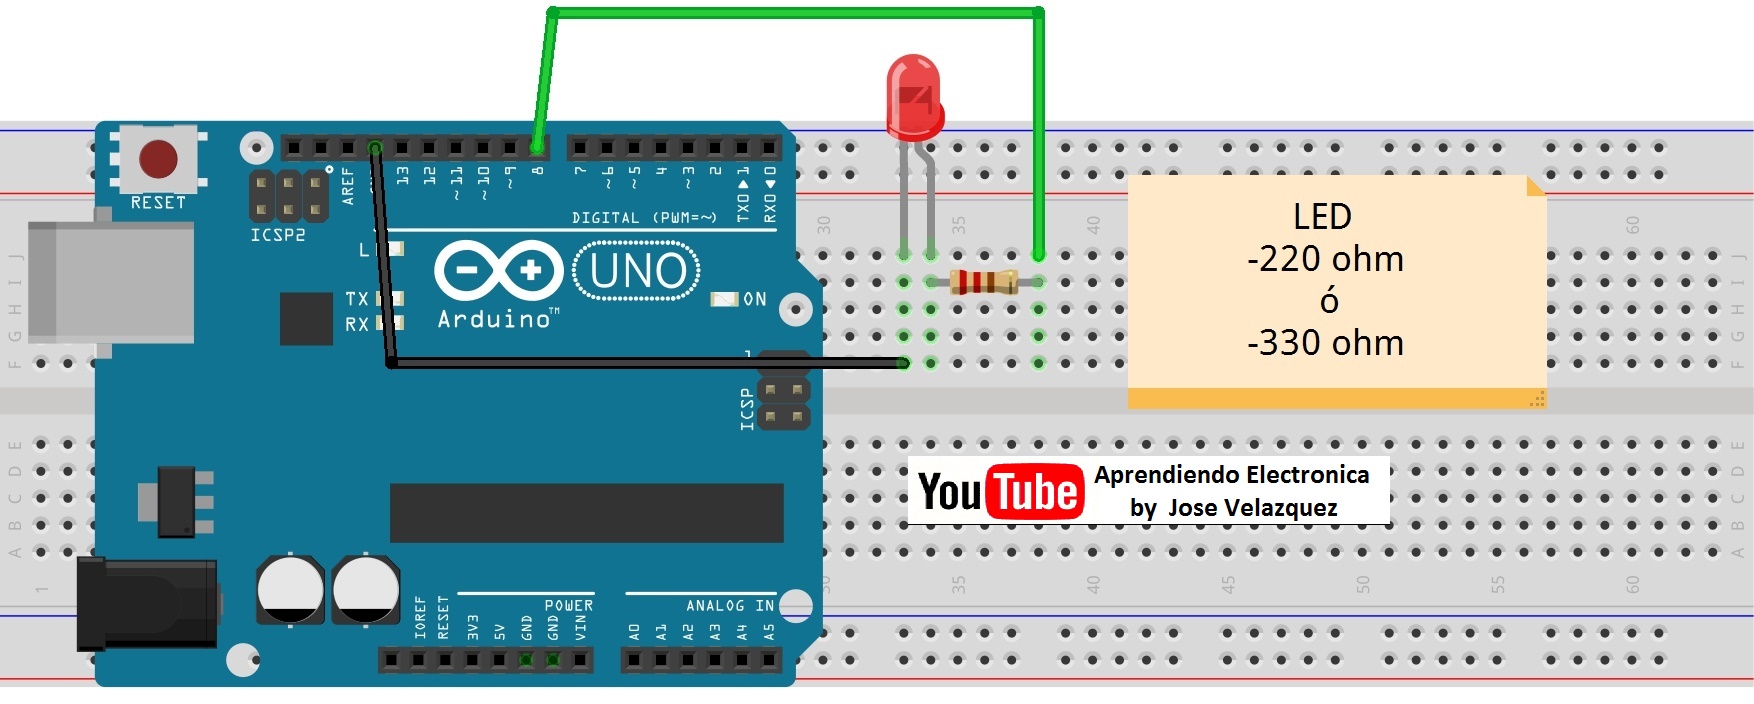 RESET
ICSP2
AREF
13
12
~11
~10
~9
8
7
~6
~5
4
~3
2
TX0▶1
RX0◀0
DIGITAL (PWM=~)
L
TX
RX
UNO
Arduino™
ON
1
ICSP
IOREF
RESET
3V3
5V
GND
GND
VIN
POWER
ANALOG IN
A0
A1
A2
A3
A4
A5
30
35
40
60
J
I
H
G
F
J
I
H
G
F
LED
-220 ohm
ó
-330 ohm
YouTube
Aprendiendo Electronica
by Jose Velazquez
E
D
C
B
A
E
D
C
B
A
1
30
35
40
45
50
55
60